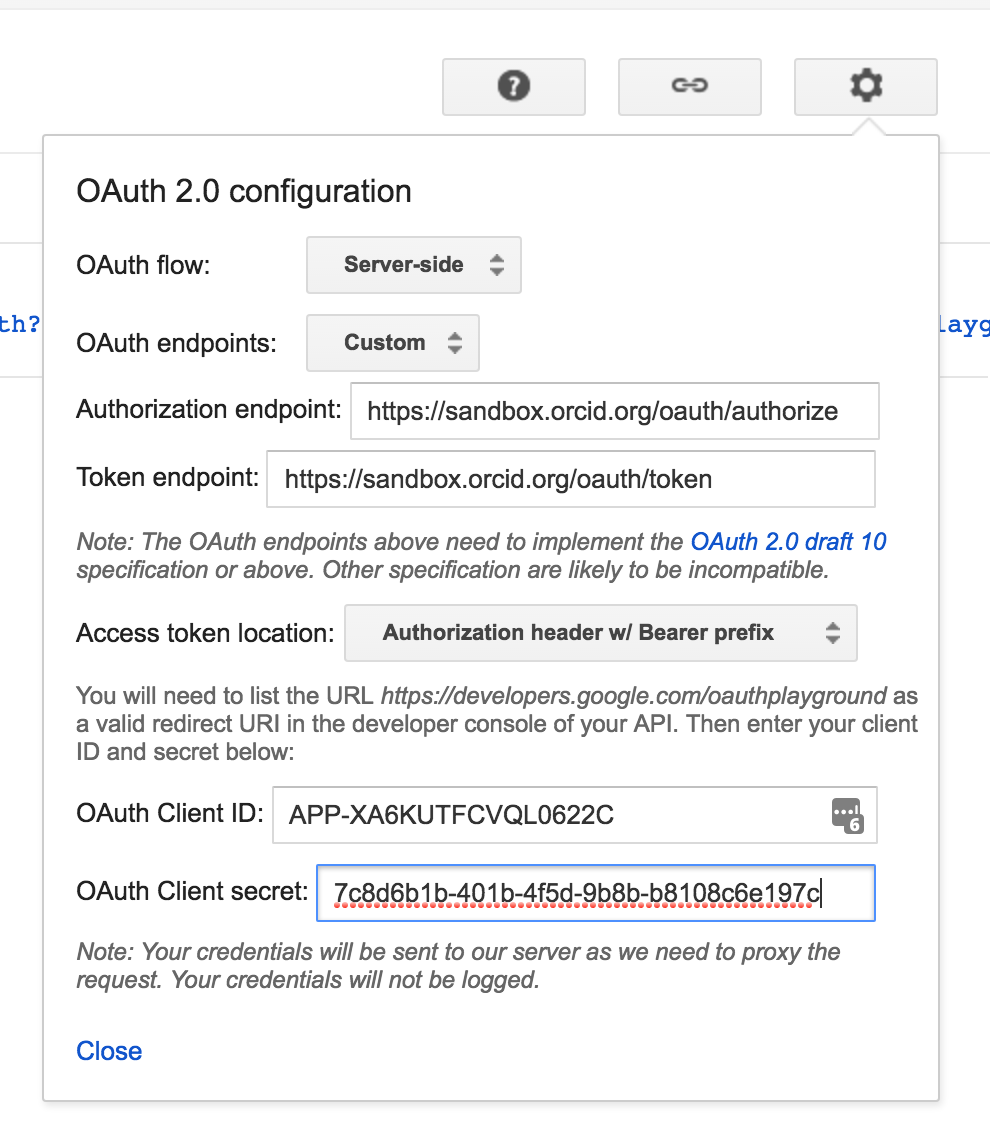 th?
layg
OAuth 2.0 configuration
OAuth flow: Server-side
OAuth endpoints: Custom
Authorization endpoint: https://sandbox.orcid.org/oauth/authorize
Token endpoint: https://sandbox.orcid.org/oauth/token
Note: The OAuth endpoints above need to implement the OAuth 2.0 draft 10
specification or above. Other specification are likely to be incompatible.
Access token location: Authorization header w/ Bearer prefix
You will need to list the URL https://developers.google.com/oauthplayground as
a valid redirect URI in the developer console of your API. Then enter your client
ID and secret below:
OAuth Client ID: APP-XA6KUTFCVQL0622C 6
OAuth Client secret: 7c8d6b1b-401b-4f5d-9b8b-b8108c6e197c
Note: Your credentials will be sent to our server as we need to proxy the
request. Your credentials will not be logged.
Close